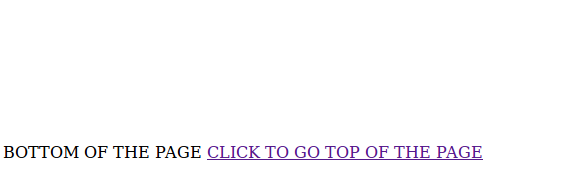 BOTTOM OF THE PAGE CLICK TO GO TOP OF THE PAGE